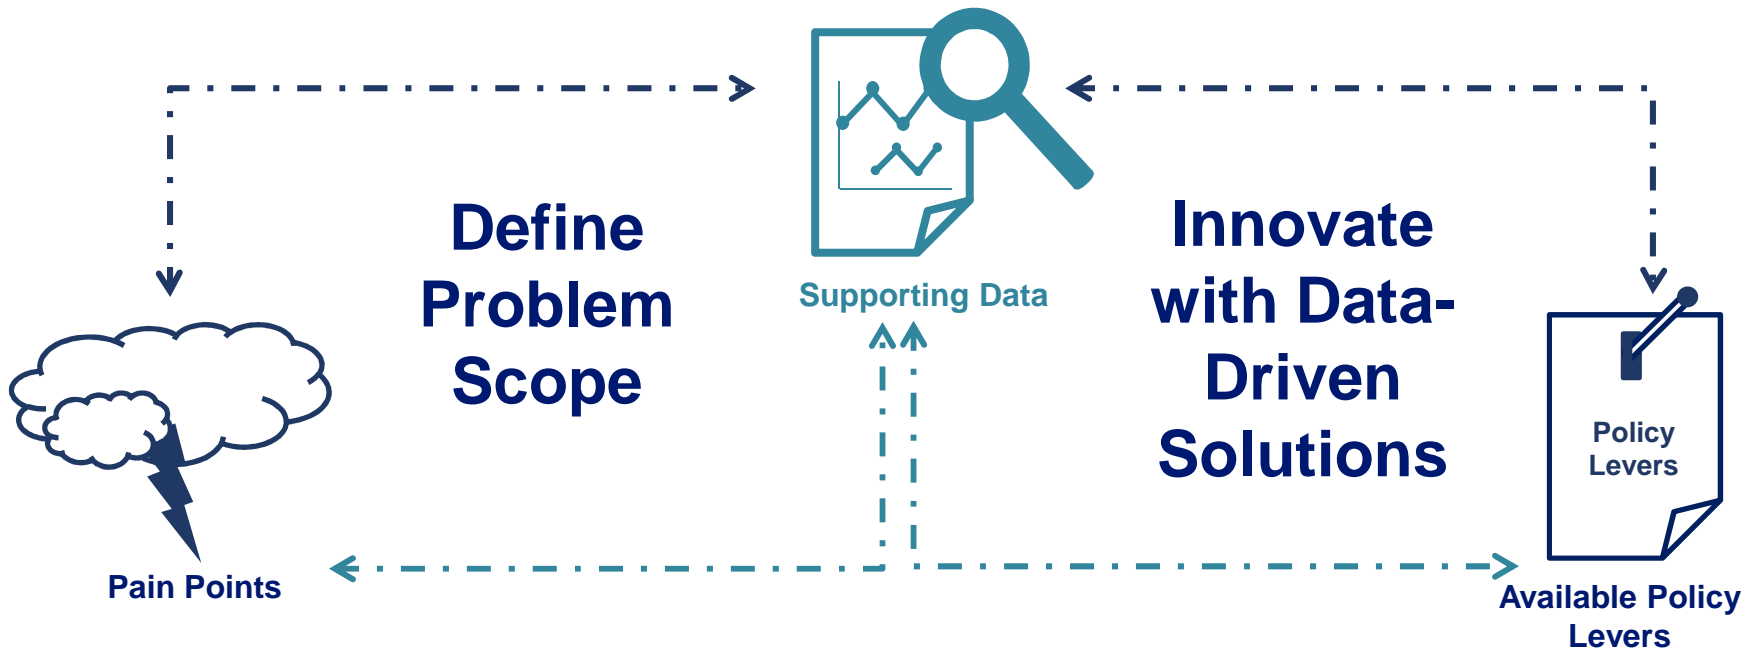 Supporting Data
Define
Problem
Scope
Innovate
with Data-
Driven
Solutions
Policy
Levers
Pain Points
Available Policy
Levers